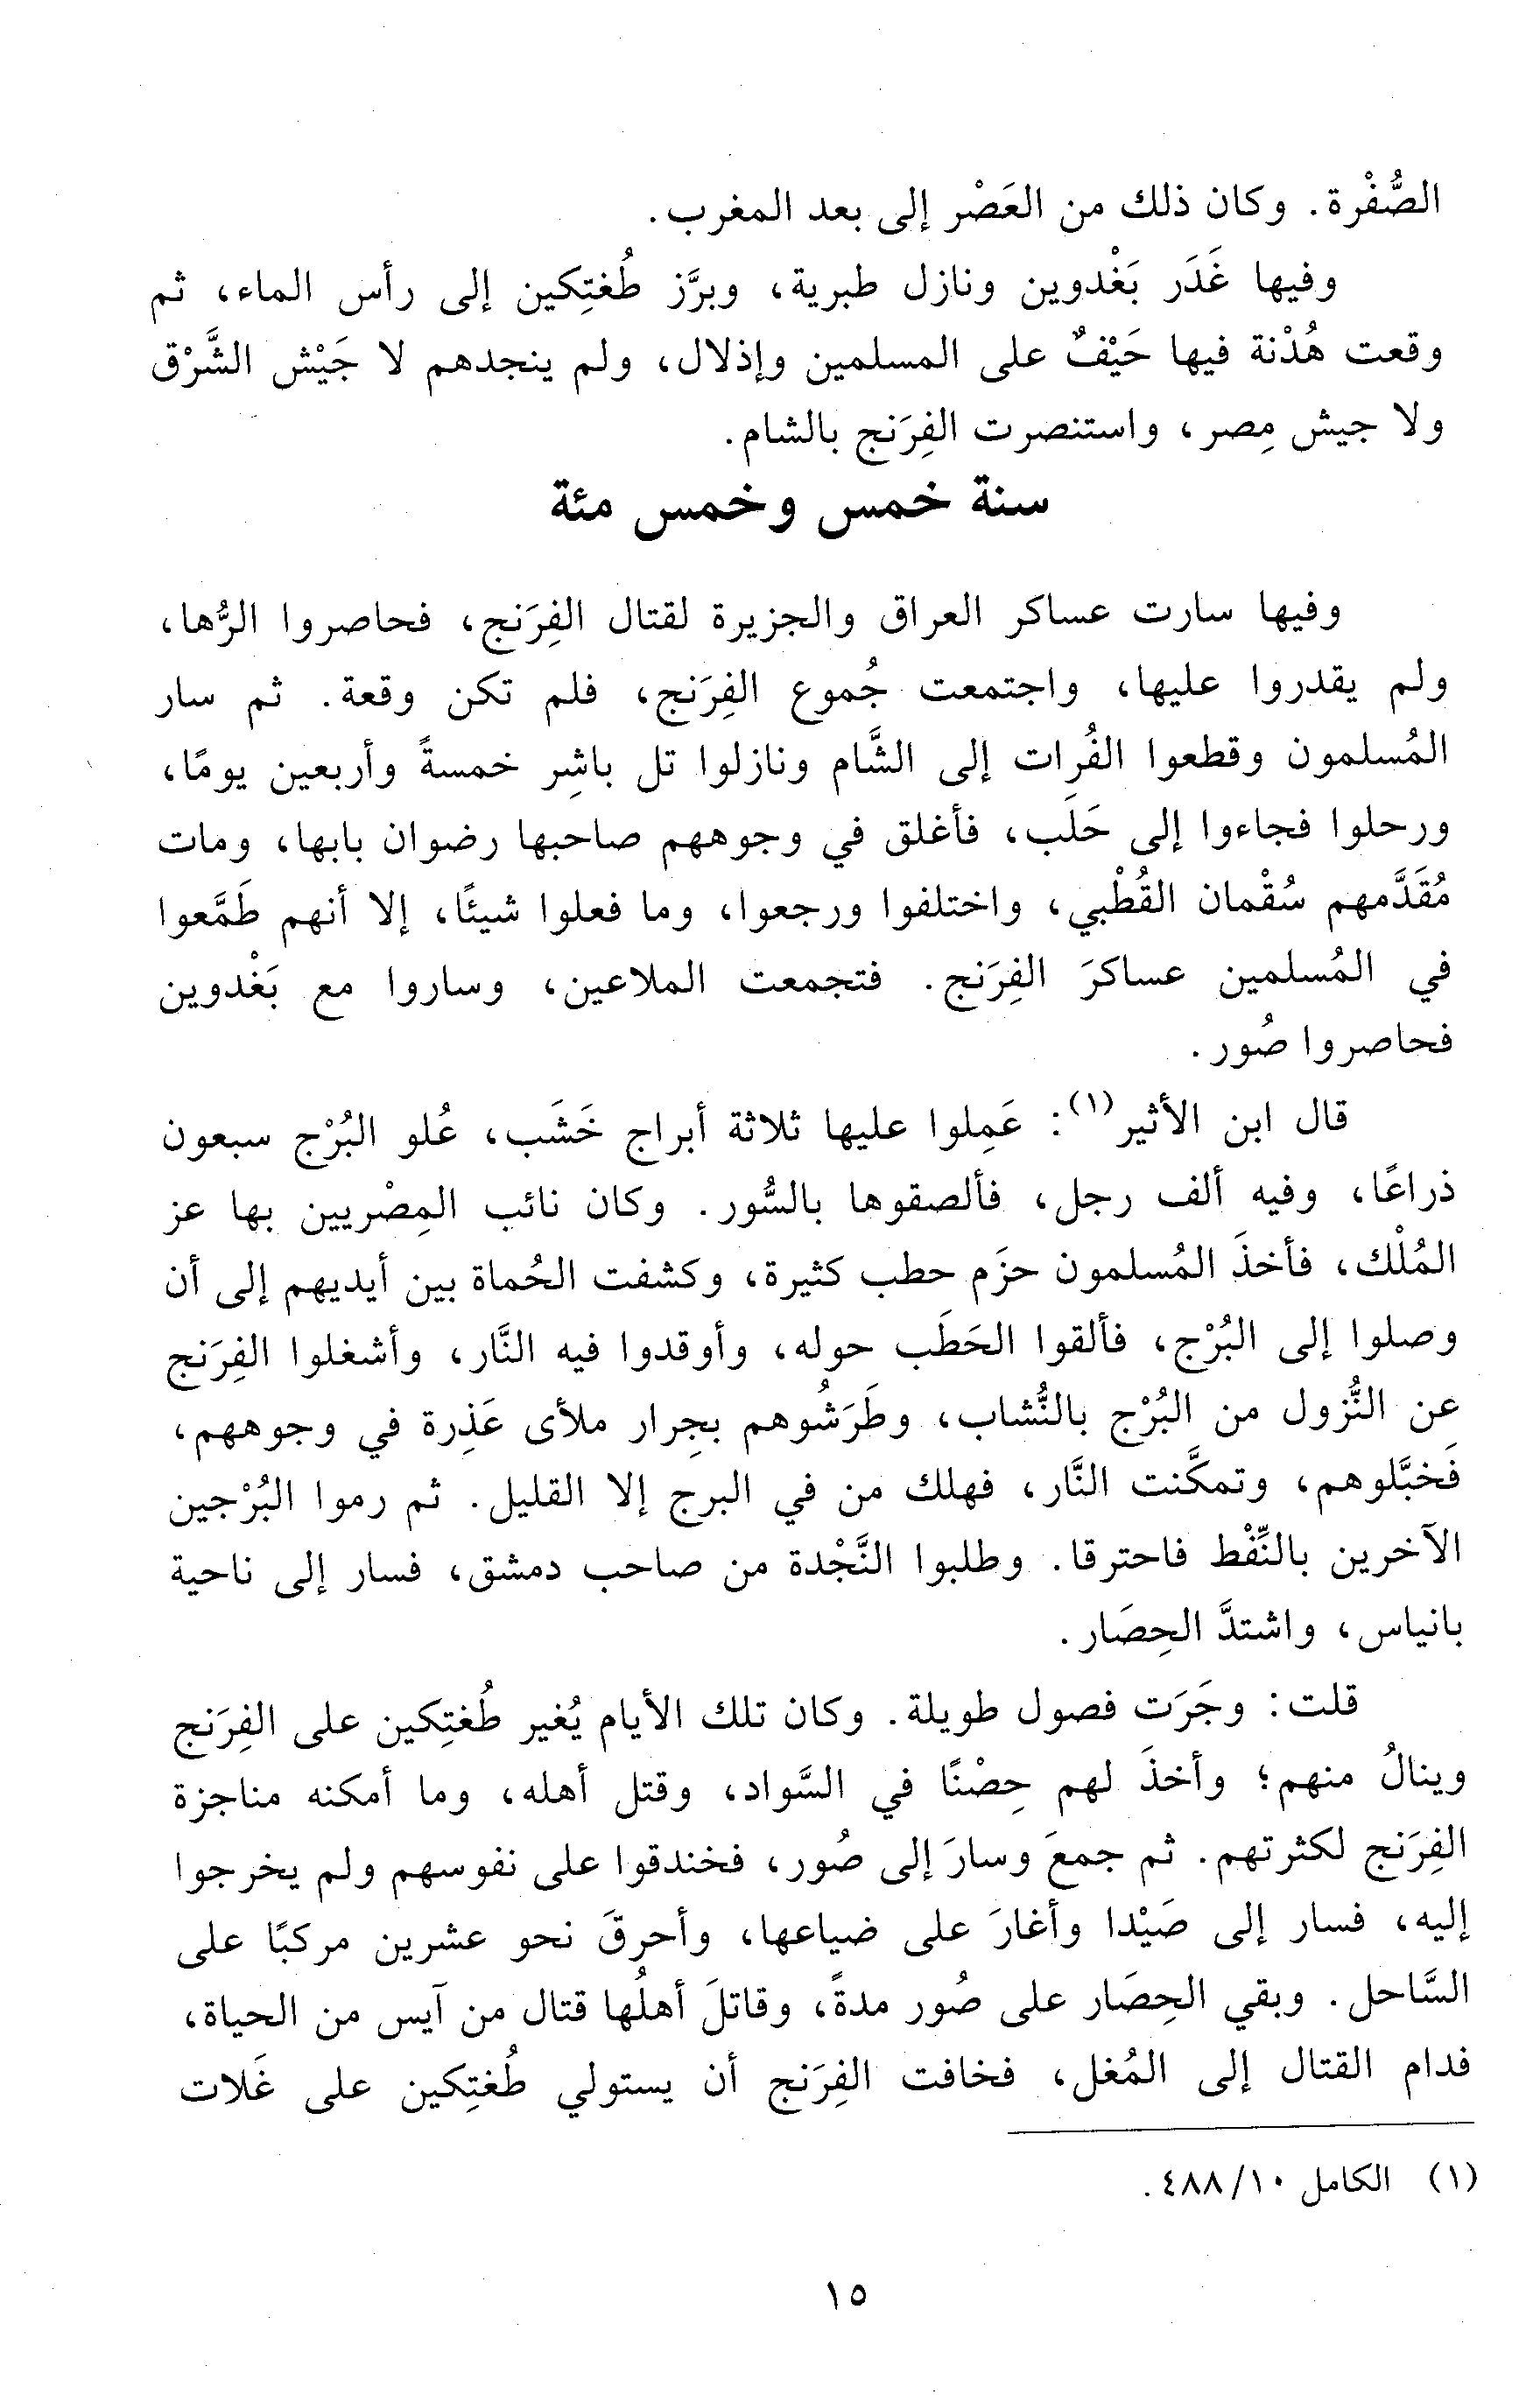 الصُّفْرة. وكان ذلك من العَصْر إلى بعد المغرب.
وفيها غَدَر بَغْدوين ونازل طبرية، وبرَّز طُغتِكين إلى رأس الماء، ثم
وقعت هُدْنة فيها حَيْفٌ على المسلمين وإذلال، ولم ينجدهم لا جَيْش الشَّرْق
ولا جيش مِصر، واستنصرت الفِرَنج بالشام.
سنة خمس وخمس مئة
وفيها سارت عساكر العراق والجزيرة لقتال الفِرَنج، فحاصروا الرُّها،
ولم يقدروا عليها، واجتمعت جُموع الفِرَنج، فلم تكن وقعة. ثم سار
المُسلمون وقطعوا الفُرات إلى الشَّام ونازلوا تل باشِر خمسةً وأربعين يومًا،
ورحلوا فجاءوا إلى حَلَب، فأغلق في وجوههم صاحبها رضوان بابها، ومات
مُقَدَّمهم سُقْمان القُطْبي، واختلفوا ورجعوا، وما فعلوا شيئًا، إلا أنهم طَمَّعوا
في المُسلمين عساكرَ الفِرَنج. فتجمعت الملاعين، وساروا مع بَغْدوين
فحاصروا صُور.
قال ابن الأثير(١): عَمِلوا عليها ثلاثة أبراج خَشَب، عُلو البُرْج سبعون
ذراعًا، وفيه ألف رجل، فألصقوها بالسُّور. وكان نائب المِصْريين بها عز
المُلْك، فأخذَ المُسلمون حزَم حطب كثيرة، وكشفت الحُماة بين أيديهم إلى أن
وصلوا إلى البُرْج، فألقوا الحَطَب حوله، وأوقدوا فيه النَّار، وأشغلوا الفِرَنج
عن النُّزول من البُرْج بالنُّشاب، وطَرَشُوهم بجِرار ملأى عَذِرة في وجوههم،
فَخبَّلوهم، وتمكَّنت النَّار، فهلك من في البرج إلا القليل. ثم رموا البُرْجين
الآخرين بالنِّفْط فاحترقا. وطلبوا النَّجْدة من صاحب دمشق، فسار إلى ناحية
بانياس، واشتدَّ الحِصَار.
قلت: وجَرَت فصول طويلة. وكان تلك الأيام يُغير طُغتِكين على الفِرَنج
وينالُ منهم؛ وأخذَ لهم حِصْنًا في السَّواد، وقتل أهله، وما أمكنه مناجزة
الفِرَنج لكثرتهم. ثم جمعَ وسارَ إلى صُور، فخندقوا على نفوسهم ولم يخرجوا
إليه، فسار إلى صَيْدا وأغارَ على ضياعها، وأحرقَ نحو عشرين مركبًا على
السَّاحل. وبقي الحِصَار على صُور مدةً، وقاتلَ أهلُها قتال من آيس من الحياة،
فدام القتال إلى المُغل، فخافت الفِرَنج أن يستولي طُغتِكين على غَلات
(١) الكامل ١٠/ ٤٨٨.
١٥